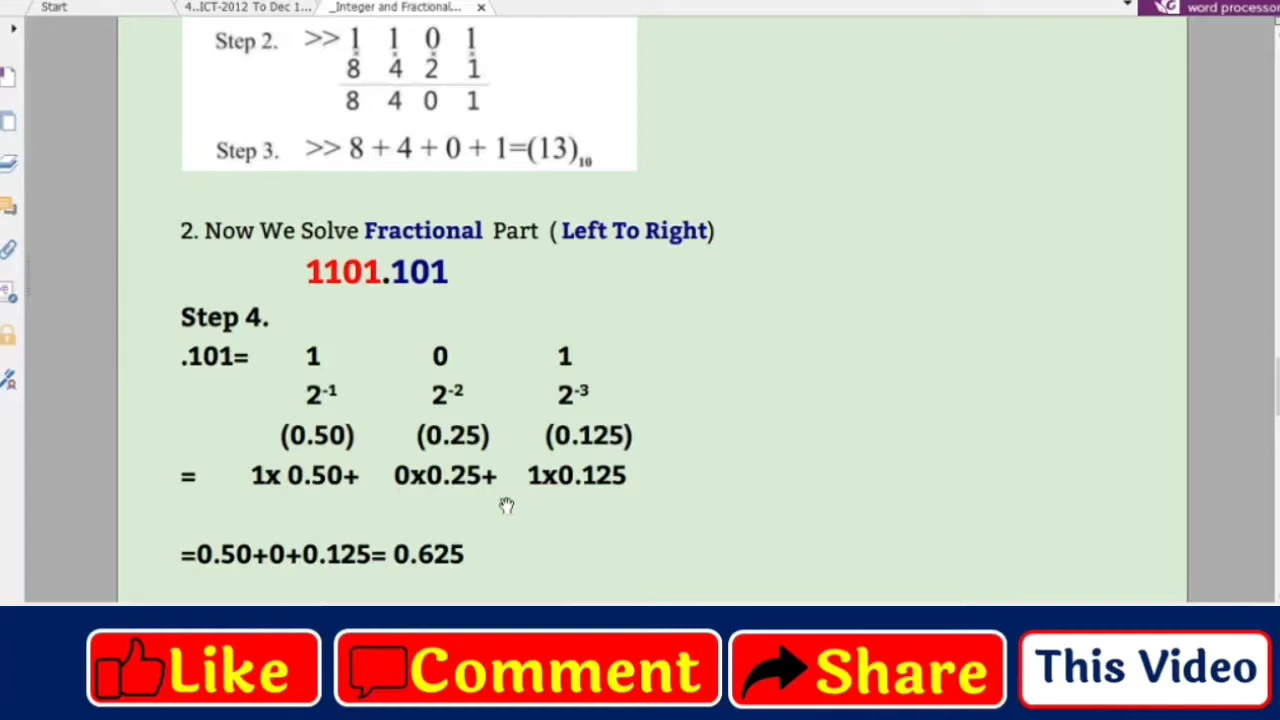 Start 4..ICT-2012 To Dec 1... _Integer and Fractional... × word processor
Step 2. >> 1 1 0 1
× × × ×
8 4 2 1
8 4 0 1
Step 3. >> 8 + 4 + 0 + 1=(13)₁₀
2. Now We Solve Fractional Part ( Left To Right)
1101.101
Step 4.
.101= 1 0 1
2⁻¹ 2⁻² 2⁻³
(0.50) (0.25) (0.125)
= 1x 0.50+ 0x0.25+ 1x0.125
=0.50+0+0.125= 0.625
Like Comment Share This Video